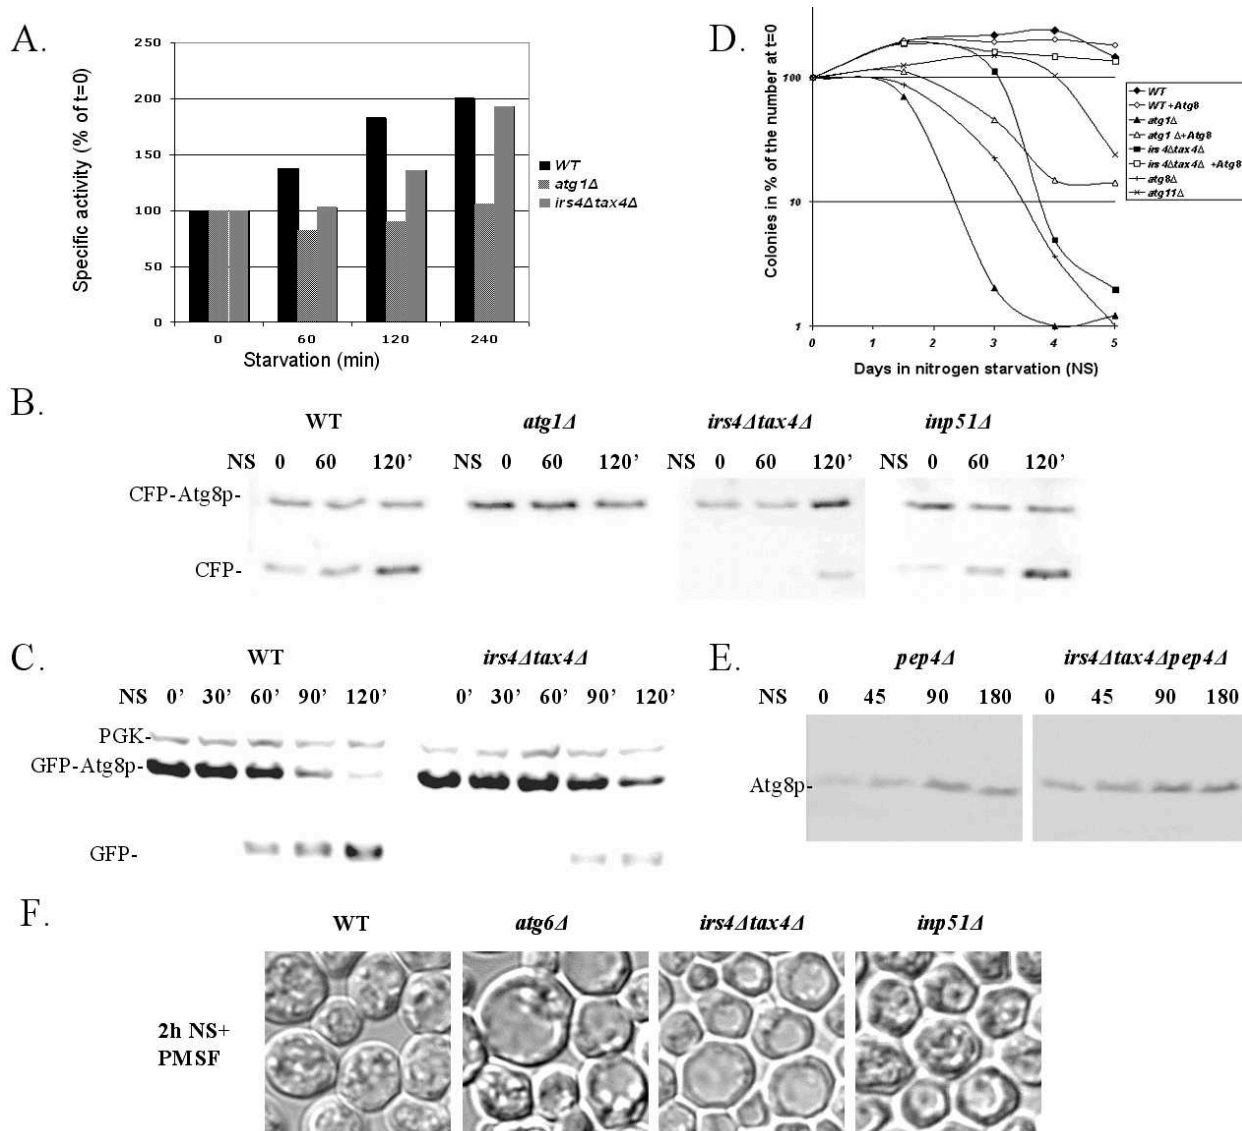 A.
250
200
150
100
50
0
Specific activity (% of t=0)
0 60 120 240
Starvation (min)
WT
atg1Δ
irs4Δtax4Δ
D.
100
10
1
Colonies in % of the number at t=0
0 1 2 3 4 5
Days in nitrogen starvation (NS)
WT
WT +Atg8
atg1Δ
atg1 Δ+Atg8
irs4Δtax4Δ
irs4Δtax4Δ +Atg8
atg8Δ
atg11Δ
B.
WT atg1Δ irs4Δtax4Δ inp51Δ
NS 0 60 120’ NS 0 60 120’ NS 0 60 120’ NS 0 60 120’
CFP-Atg8p-
CFP-
C.
WT irs4Δtax4Δ
NS 0’ 30’ 60’ 90’ 120’ 0’ 30’ 60’ 90’ 120’
PGK-
GFP-Atg8p-
GFP-
E.
pep4Δ irs4Δtax4Δpep4Δ
NS 0 45 90 180 0 45 90 180
Atg8p-
F.
WT atg6Δ irs4Δtax4Δ inp51Δ
2h NS+
PMSF